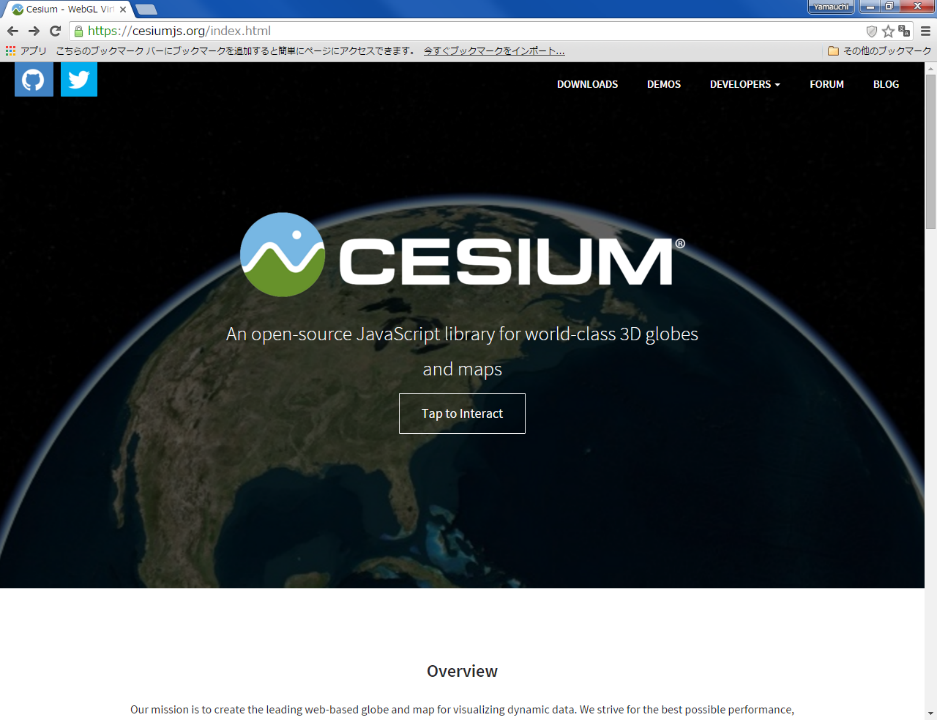 Cesium - WebGL Vir
Yamauchi
https://cesiumjs.org/index.html
アプリ こちらのブックマーク バーにブックマークを追加すると簡単にページにアクセスできます。 今すぐブックマークをインポート... その他のブックマーク
DOWNLOADS DEMOS DEVELOPERS FORUM BLOG
CESIUM®
An open-source JavaScript library for world-class 3D globes
and maps
Tap to Interact
Overview
Our mission is to create the leading web-based globe and map for visualizing dynamic data. We strive for the best possible performance,